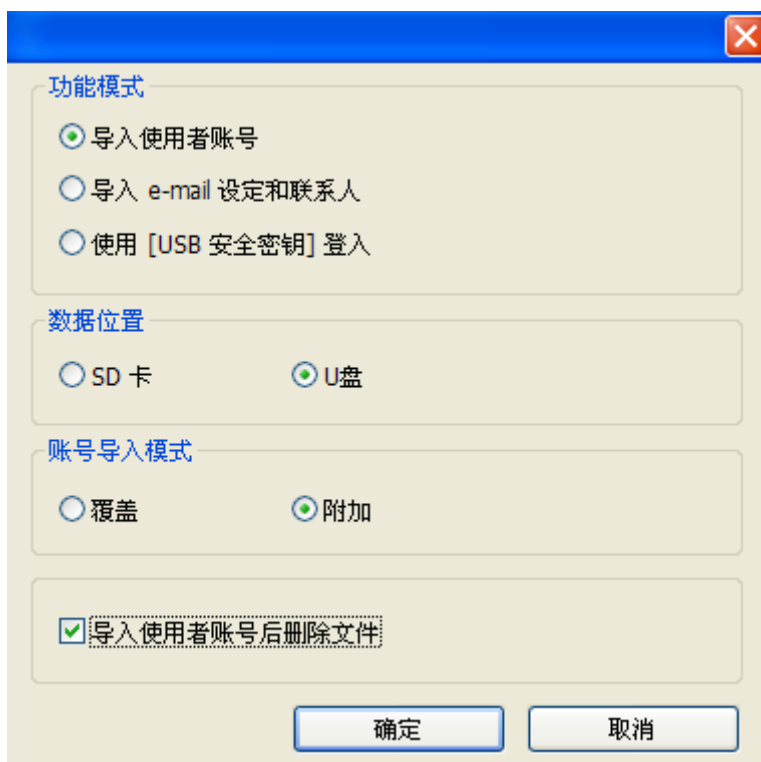 功能模式
导入使用者账号
导入 e-mail 设定和联系人
使用 [USB 安全密钥] 登入
数据位置
SD 卡 U盘
账号导入模式
覆盖 附加
导入使用者账号后删除文件
确定 取消